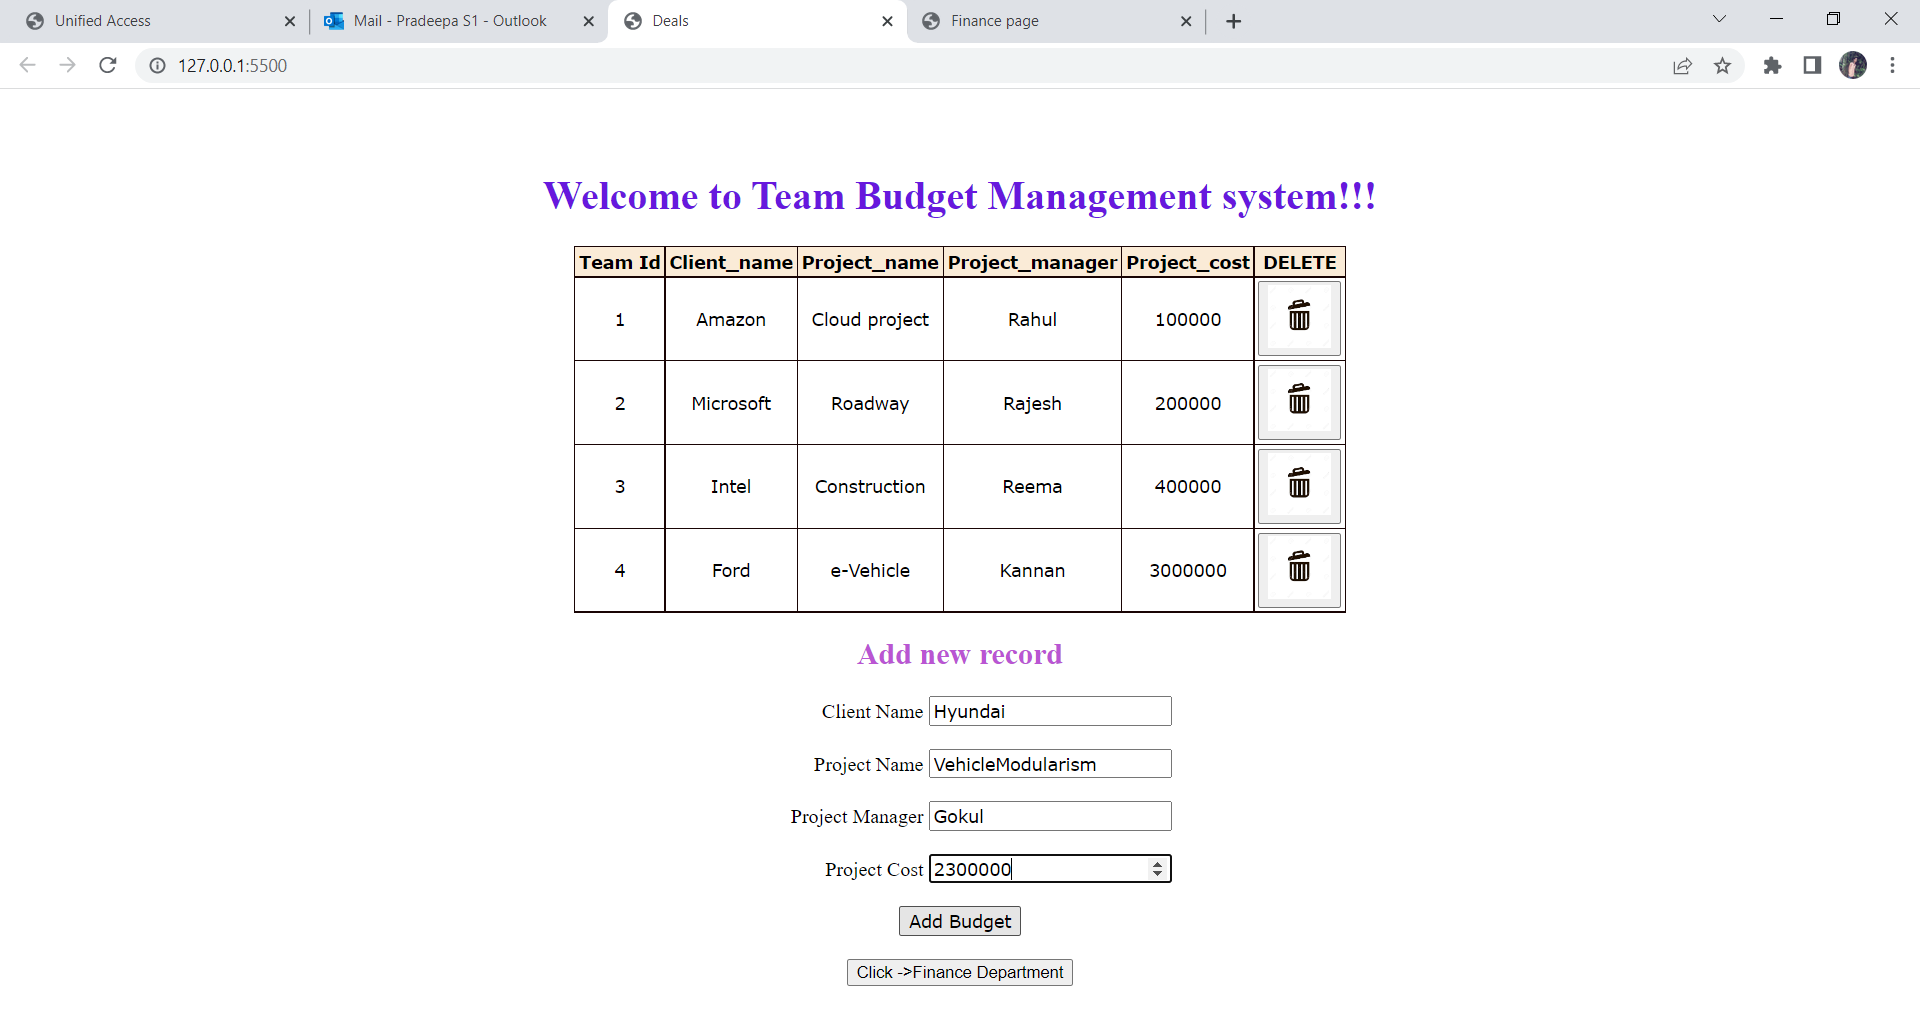 Unified Access Mail - Pradeepa S1 - Outlook Deals Finance page
127.0.0.1:5500
Welcome to Team Budget Management system!!!
Team Id Client_name Project_name Project_manager Project_cost DELETE
1 Amazon Cloud project Rahul 100000
2 Microsoft Roadway Rajesh 200000
3 Intel Construction Reema 400000
4 Ford e-Vehicle Kannan 3000000
Add new record
Client Name Hyundai
Project Name VehicleModularism
Project Manager Gokul
Project Cost 2300000
Add Budget
Click ->Finance Department